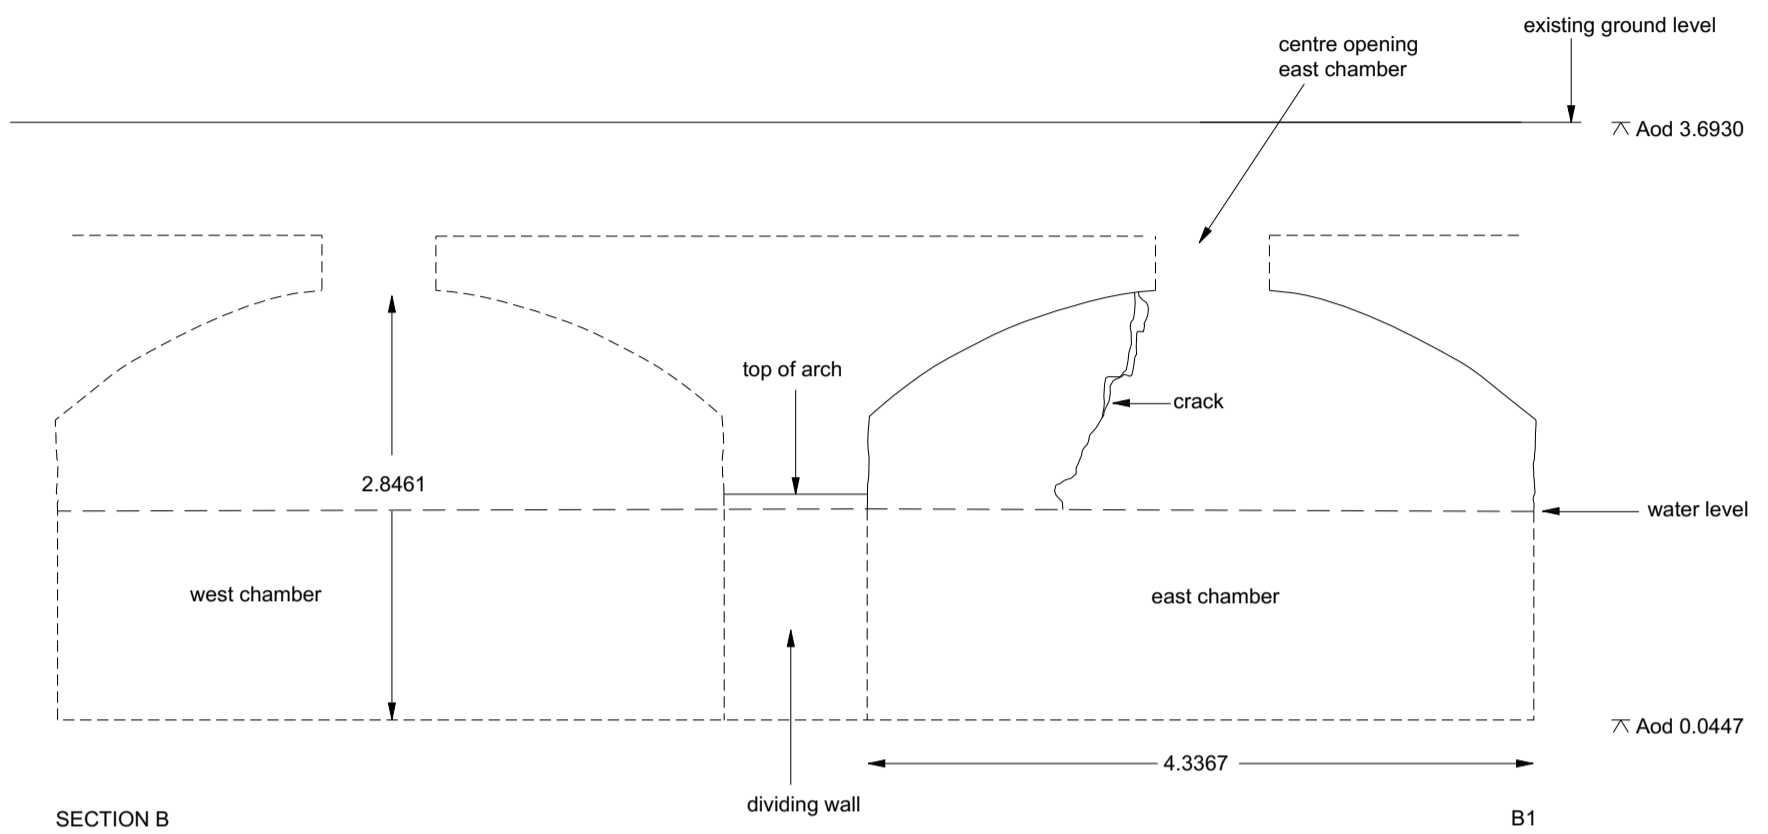 existing ground level
centre opening
east chamber
Aod 3.6930
top of arch
crack
2.8461
water level
west chamber
east chamber
Aod 0.0447
4.3367
dividing wall
SECTION B
B1